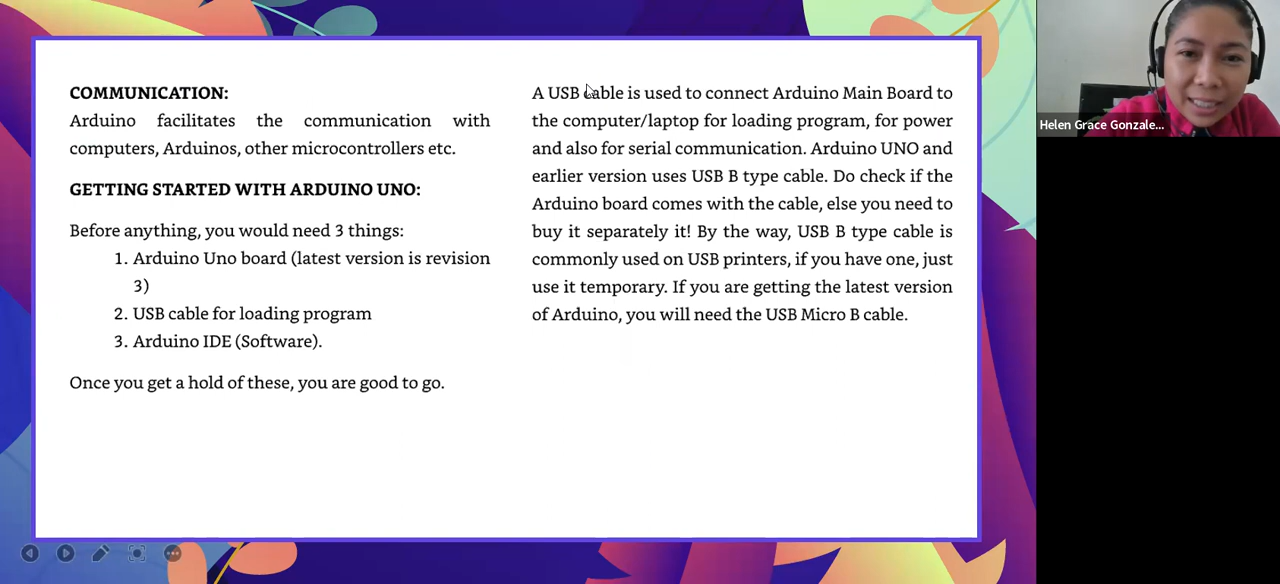 COMMUNICATION:
Arduino facilitates the communication with
computers, Arduinos, other microcontrollers etc.
GETTING STARTED WITH ARDUINO UNO:
Before anything, you would need 3 things:
1. Arduino Uno board (latest version is revision
3)
2. USB cable for loading program
3. Arduino IDE (Software).
Once you get a hold of these, you are good to go.
A USB cable is used to connect Arduino Main Board to
the computer/laptop for loading program, for power
and also for serial communication. Arduino UNO and
earlier version uses USB B type cable. Do check if the
Arduino board comes with the cable, else you need to
buy it separately it! By the way, USB B type cable is
commonly used on USB printers, if you have one, just
use it temporary. If you are getting the latest version
of Arduino, you will need the USB Micro B cable.
Helen Grace Gonzale...